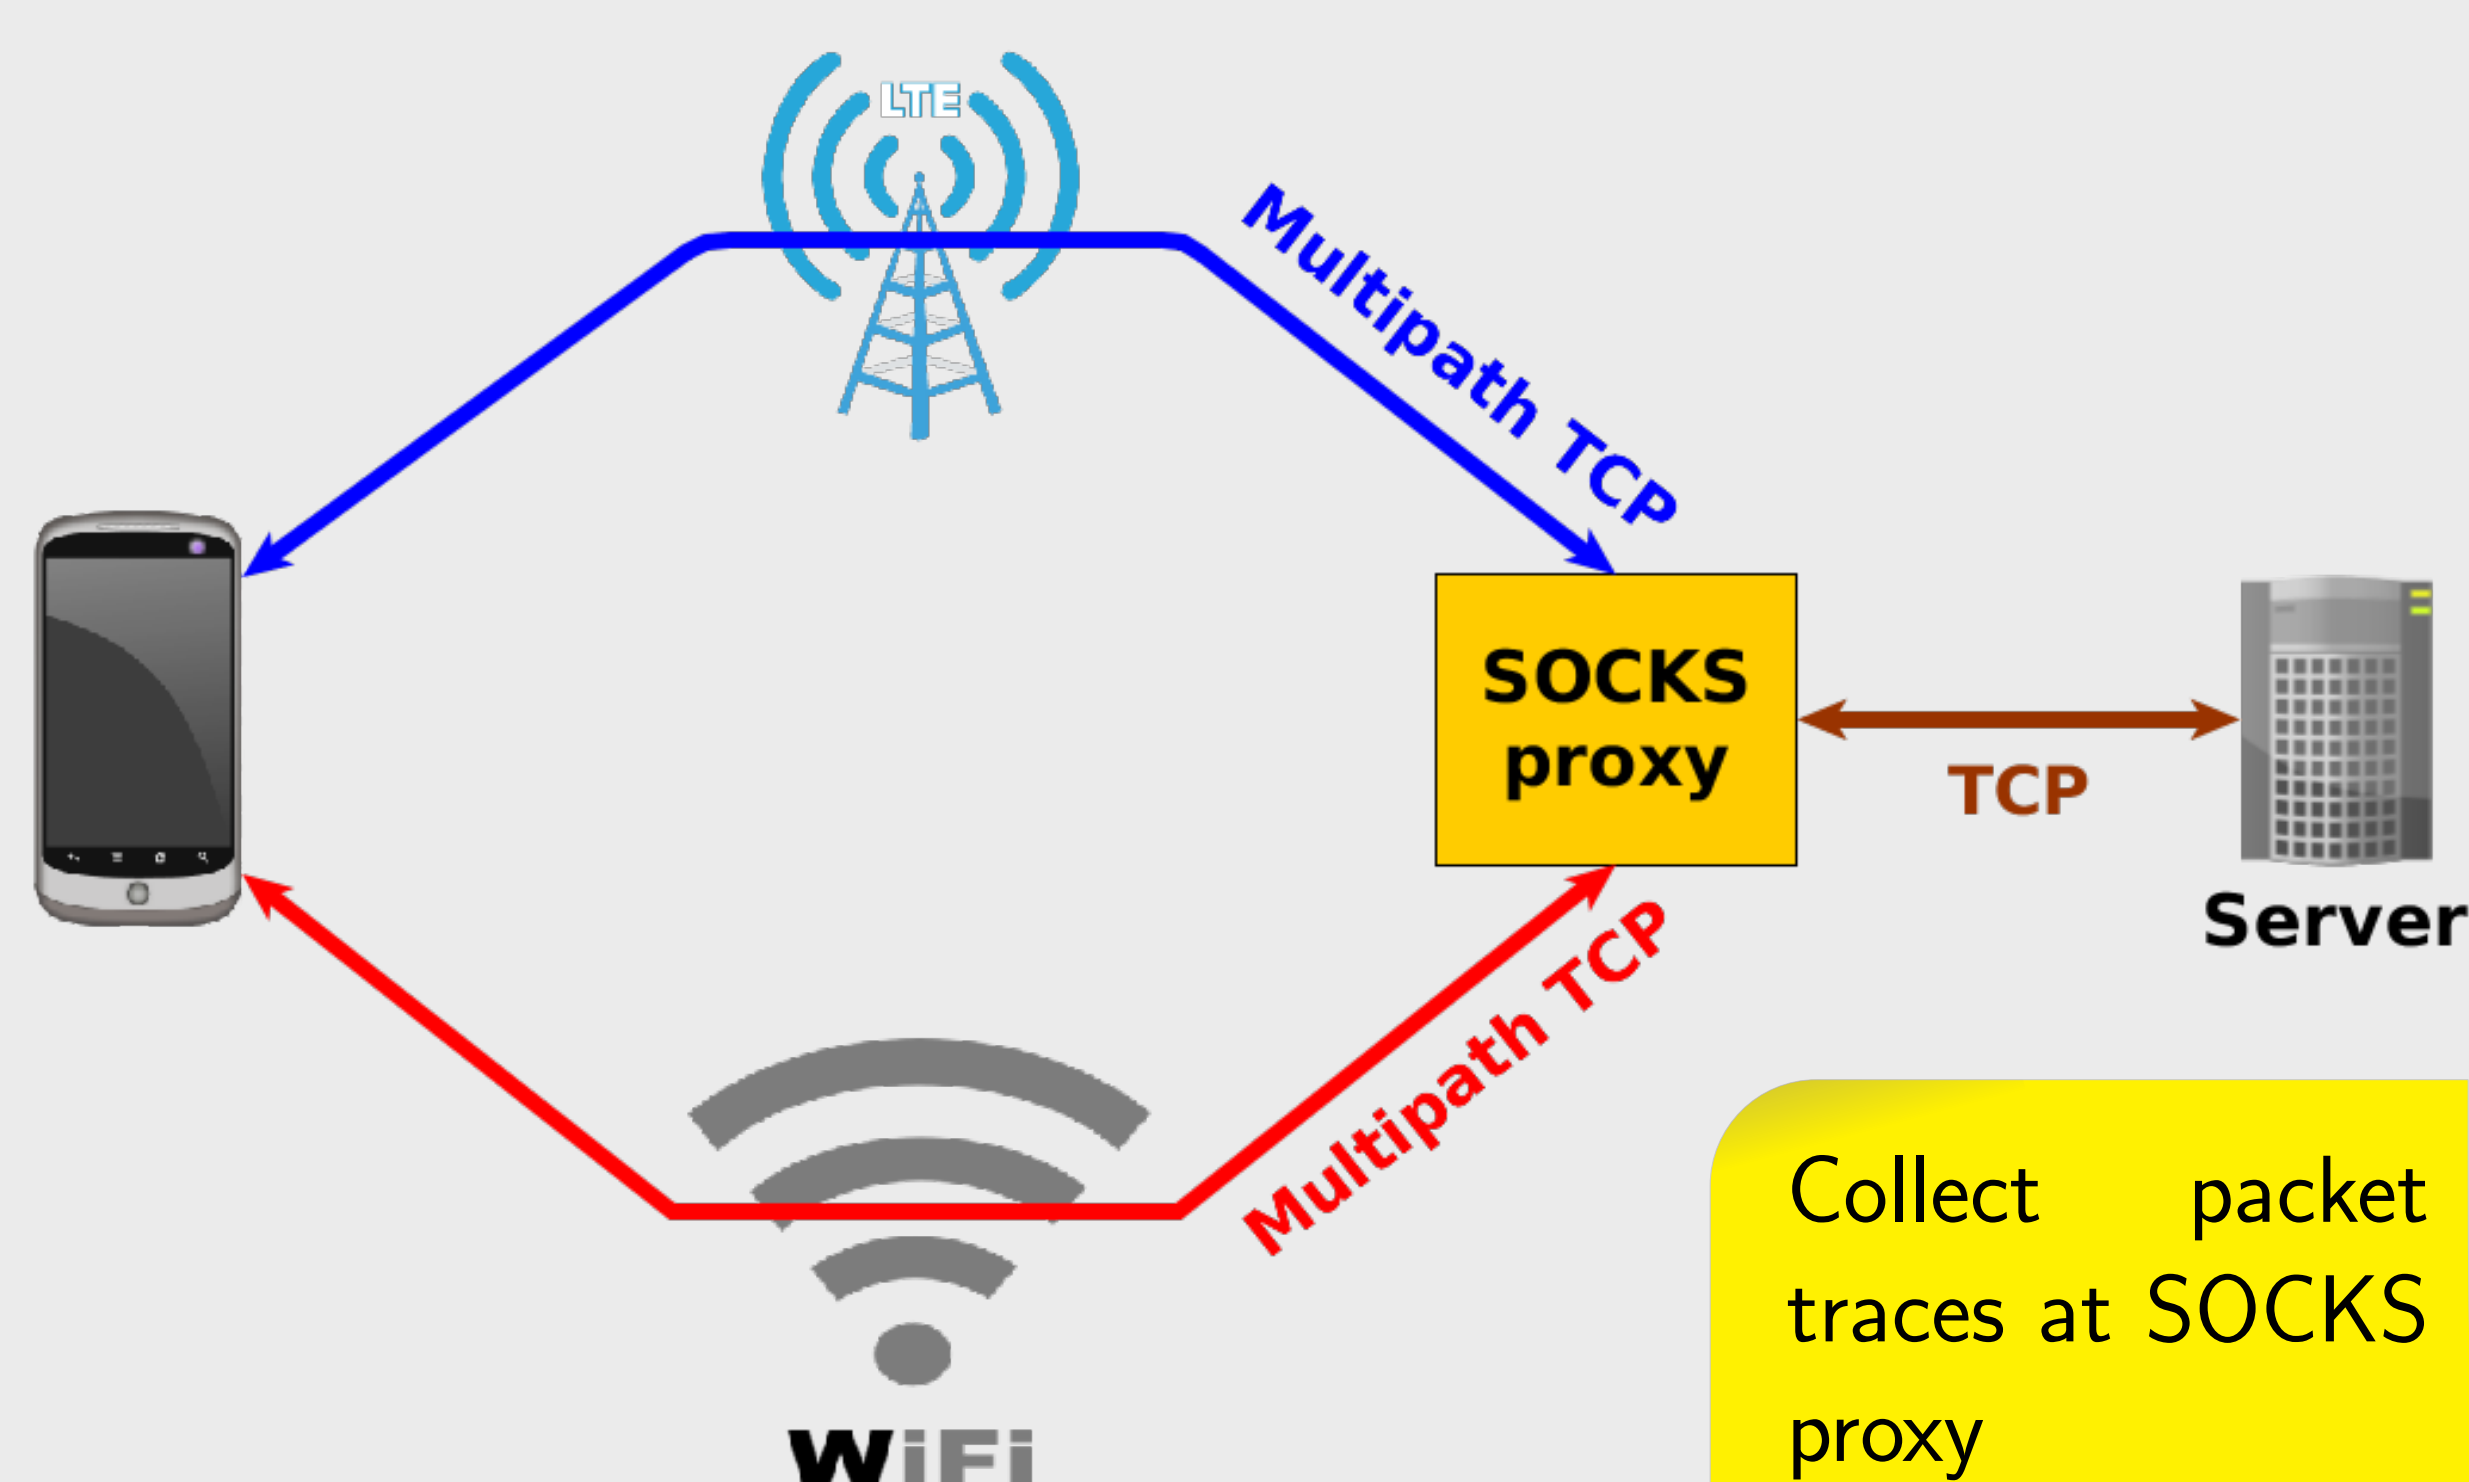 LTE
Multipath TCP
SOCKS
proxy
TCP
Server
Multipath TCP
WiFi
Collect packet
traces at SOCKS
proxy